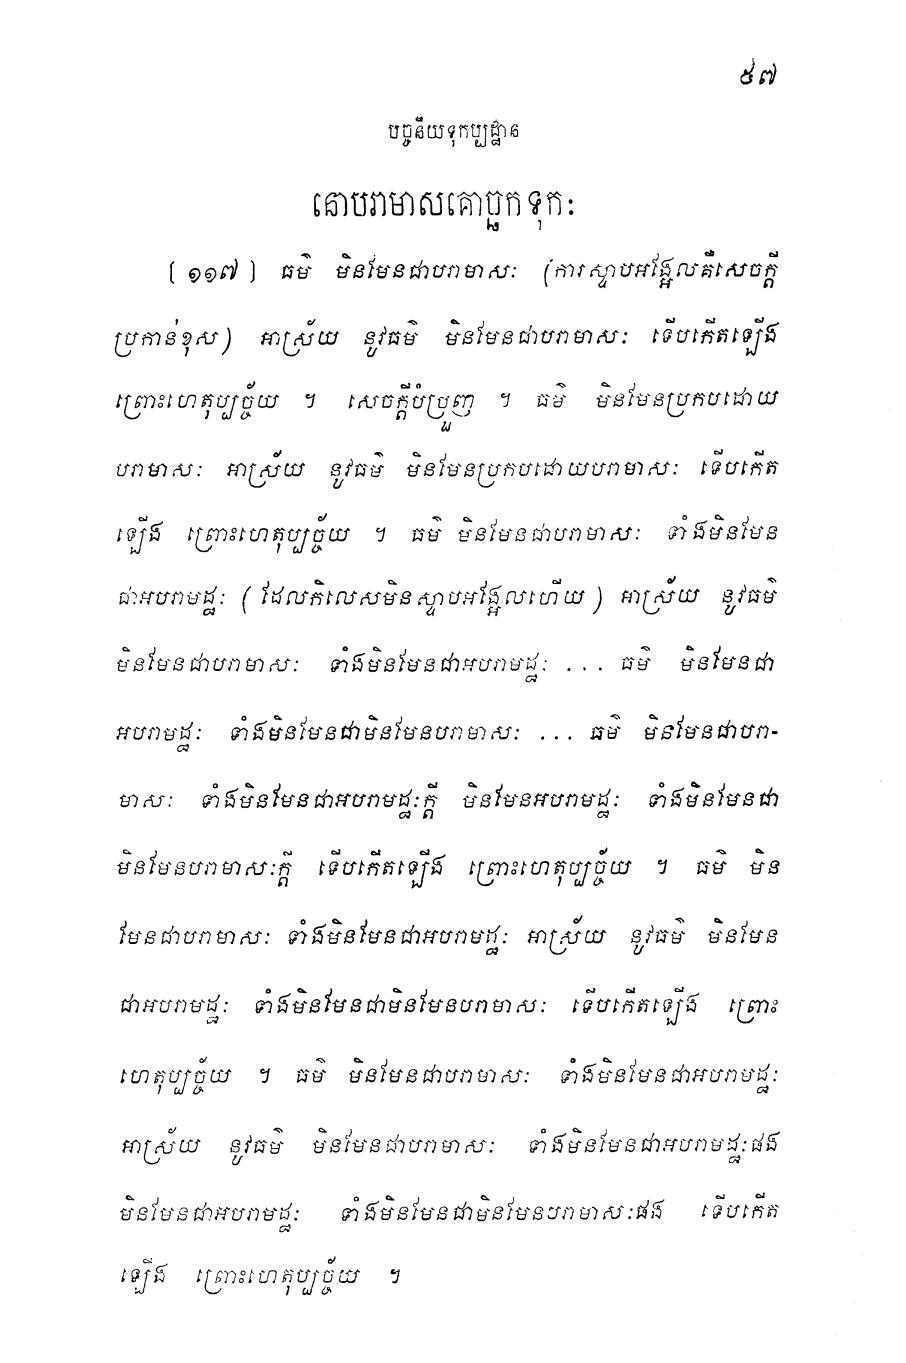 ៥៧
បច្ចនីយទុកប្បដ្ឋាន
នោបរាមាសគោច្ឆកទុកៈ
[១១៧] ធម៌ មិនមែនជាបរាមាសៈ (ការស្ទាបអង្អែលគឺសេចក្ដី
ប្រកាន់ខុស) អាស្រ័យ នូវធម៌ មិនមែនជាបរាមាសៈ ទើបកើតឡើង
ព្រោះហេតុប្បច្ច័យ ។ សេចក្ដីបំប្រួញ ។ ធម៌ មិនមែនប្រកបដោយ
បរាមាសៈ អាស្រ័យ នូវធម៌ មិនមែនប្រកបដោយបរាមាសៈ ទើបកើត
ឡើង ព្រោះហេតុប្បច្ច័យ ។ ធម៌ មិនមែនជាបរាមាសៈ ទាំងមិនមែន
ជាអបរាមដ្ឋៈ (ដែលកិលេសមិនស្ទាបអង្អែលហើយ) អាស្រ័យ នូវធម៌
មិនមែនជាបរាមាសៈ ទាំងមិនមែនជាអបរាមដ្ឋៈ ... ធម៌ មិនមែនជា
អបរាមដ្ឋៈ ទាំងមិនមែនជាមិនមែនបរាមាសៈ ... ធម៌ មិនមែនជាបរា-
មាសៈ ទាំងមិនមែនជាអបរាមដ្ឋៈក្ដី មិនមែនអបរាមដ្ឋៈ ទាំងមិនមែនជា
មិនមែនបរាមាសៈក្ដី ទើបកើតឡើង ព្រោះហេតុប្បច្ច័យ ។ ធម៌ មិន
មែនជាបរាមាសៈ ទាំងមិនមែនជាអបរាមដ្ឋៈ អាស្រ័យ នូវធម៌ មិនមែន
ជាអបរាមដ្ឋៈ ទាំងមិនមែនជាមិនមែនបរាមាសៈ ទើបកើតឡើង ព្រោះ
ហេតុប្បច្ច័យ ។ ធម៌ មិនមែនជាបរាមាសៈ ទាំងមិនមែនជាអបរាមដ្ឋៈ
អាស្រ័យ នូវធម៌ មិនមែនជាបរាមាសៈ ទាំងមិនមែនជាអបរាមដ្ឋៈផង
មិនមែនជាអបរាមដ្ឋៈ ទាំងមិនមែនជាមិនមែនបរាមាសៈផង ទើបកើត
ឡើង ព្រោះហេតុប្បច្ច័យ ។